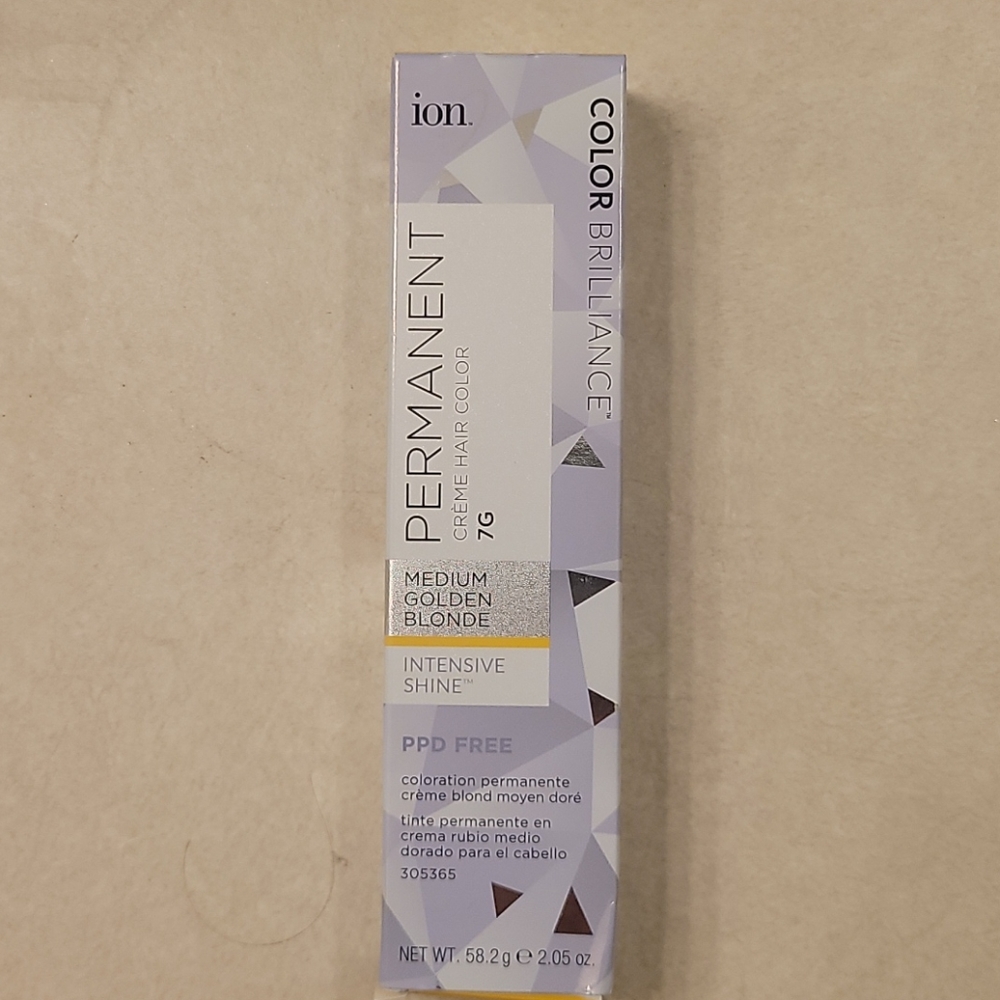 ion™
COLOR BRILLIANCE™
PERMANENT
CRÈME HAIR COLOR
7G
MEDIUM
GOLDEN
BLONDE
INTENSIVE
SHINE™
PPD FREE
coloration permanente
crème blond moyen doré
tinte permanente en
crema rubio medio
dorado para el cabello
305365
NET WT. 58.2 g ℮ 2.05 oz.